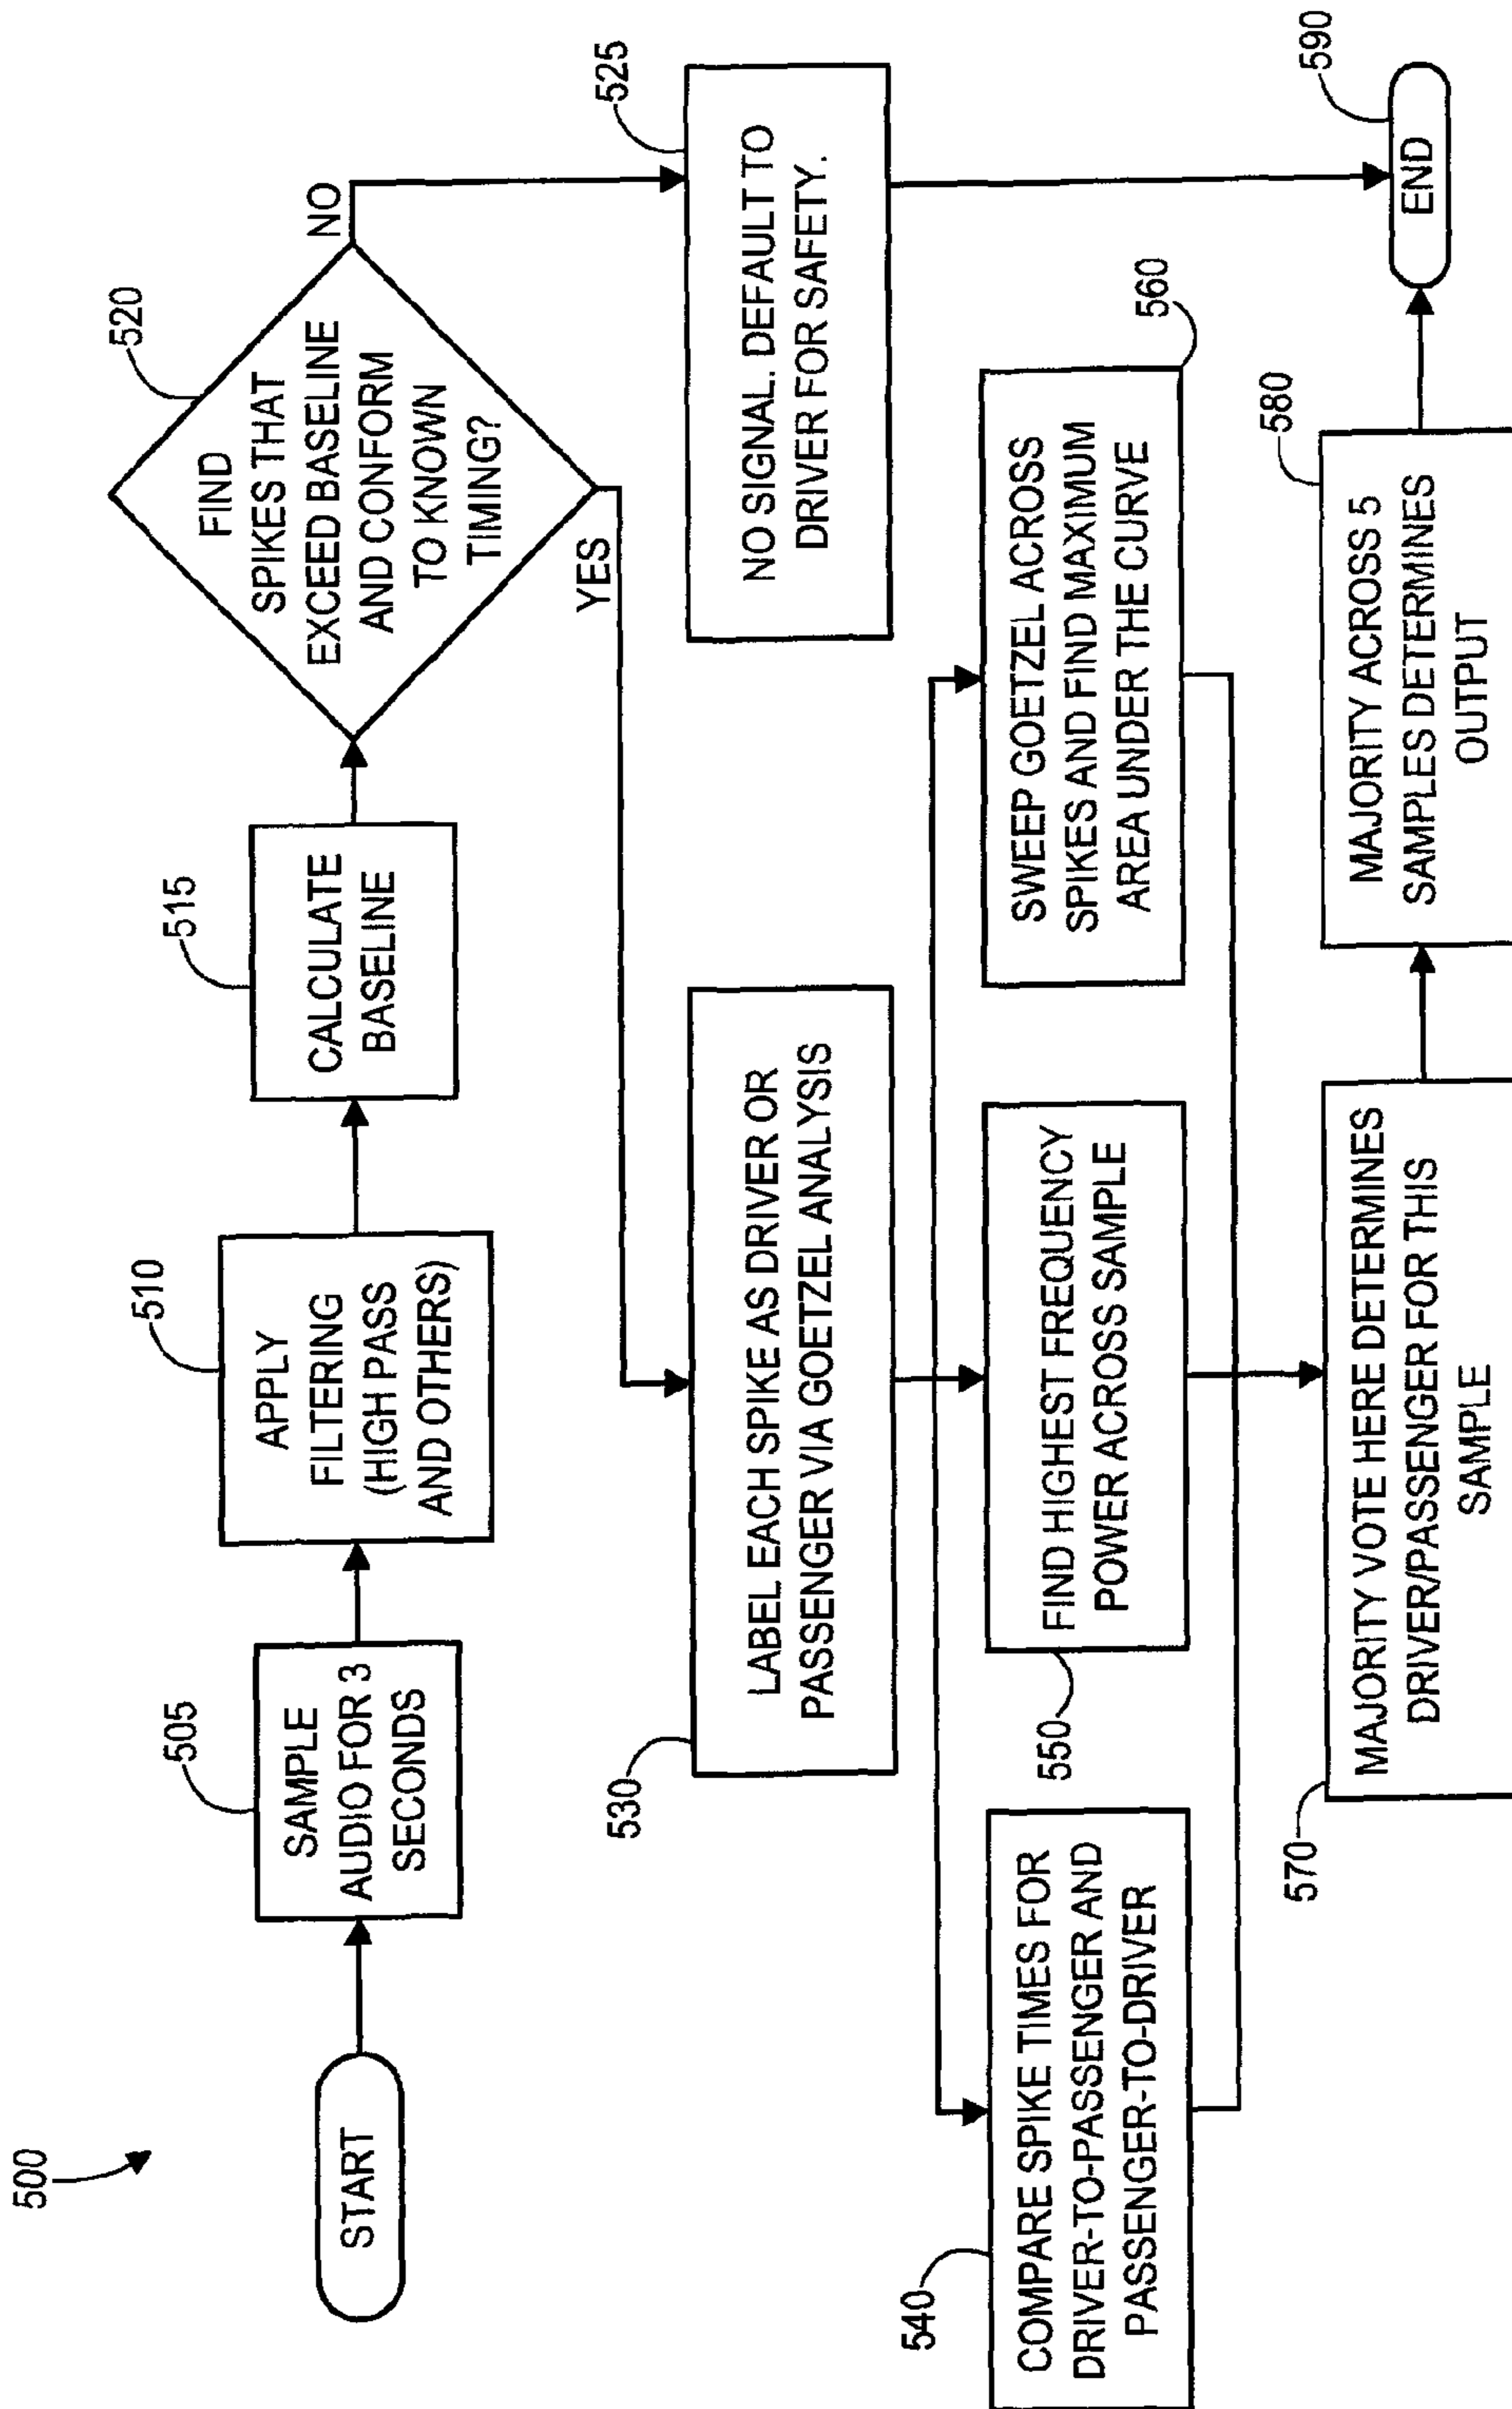 500
START
505
SAMPLE
AUDIO FOR 3
SECONDS
510
APPLY
FILTERING
(HIGH PASS
AND OTHERS)
515
CALCULATE
BASELINE
520
FIND
SPIKES THAT
EXCEED BASELINE
AND CONFORM
TO KNOWN
TIMING?
NO
YES
525
NO SIGNAL. DEFAULT TO
DRIVER FOR SAFETY.
530
LABEL EACH SPIKE AS DRIVER OR
PASSENGER VIA GOETZEL ANALYSIS
540
COMPARE SPIKE TIMES FOR
DRIVER-TO-PASSENGER AND
PASSENGER-TO-DRIVER
550
FIND HIGHEST FREQUENCY
POWER ACROSS SAMPLE
560
SWEEP GOETZEL ACROSS
SPIKES AND FIND MAXIMUM
AREA UNDER THE CURVE
570
MAJORITY VOTE HERE DETERMINES
DRIVER/PASSENGER FOR THIS
SAMPLE
580
MAJORITY ACROSS 5
SAMPLES DETERMINES
OUTPUT
590
END